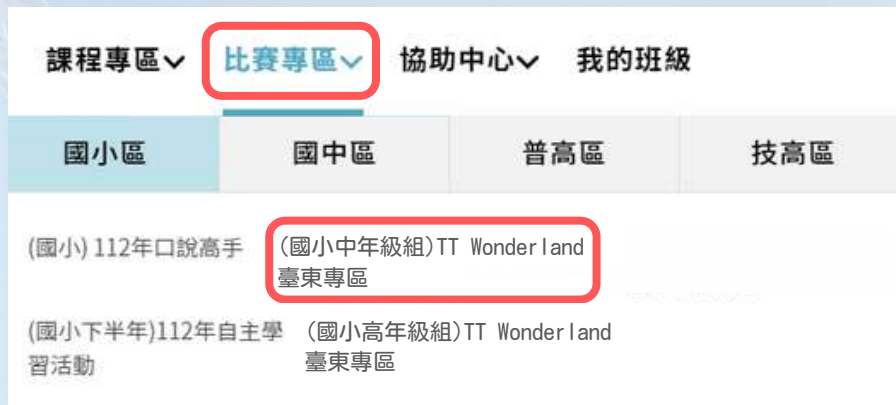 課程專區 比賽專區 協助中心 我的班級
國小區 國中區 普高區 技高區
(國小) 112年口說高手
(國小中年級組)TT Wonderland
臺東專區
(國小下半年)112年自主學
習活動
(國小高年級組)TT Wonderland
臺東專區